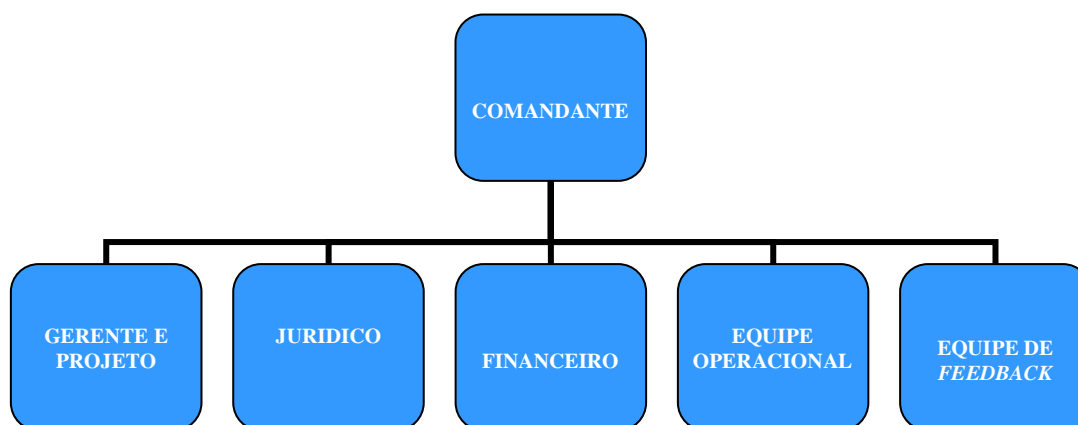 COMANDANTE
GERENTE E
PROJETO
JURIDICO
FINANCEIRO
EQUIPE
OPERACIONAL
EQUIPE DE
FEEDBACK